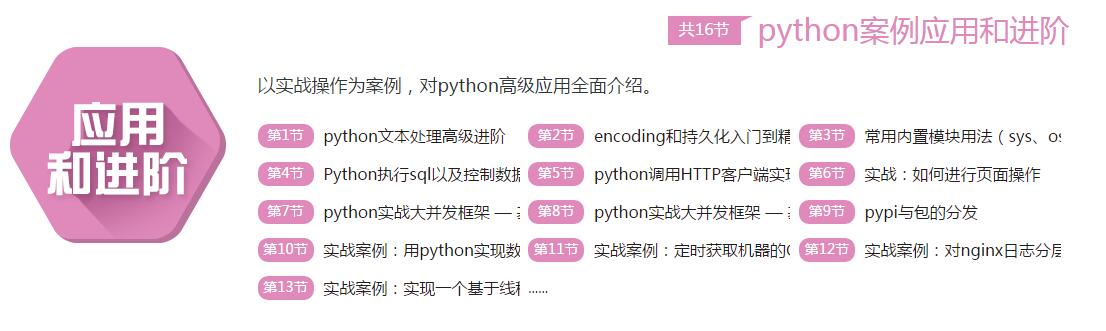 共16节 python案例应用和进阶
应用
和进阶
以实战操作为案例，对python高级应用全面介绍。
第1节 python文本处理高级进阶 第2节 encoding和持久化入门到精 第3节 常用内置模块用法（sys、os
第4节 Python执行sql以及控制数据 第5节 python调用HTTP客户端实现 第6节 实战：如何进行页面操作
第7节 python实战大并发框架 — 第8节 python实战大并发框架 — 第9节 pypi与包的分发
第10节 实战案例：用python实现数 第11节 实战案例：定时获取机器的 第12节 实战案例：对nginx日志分层
第13节 实战案例：实现一个基于线程 ......